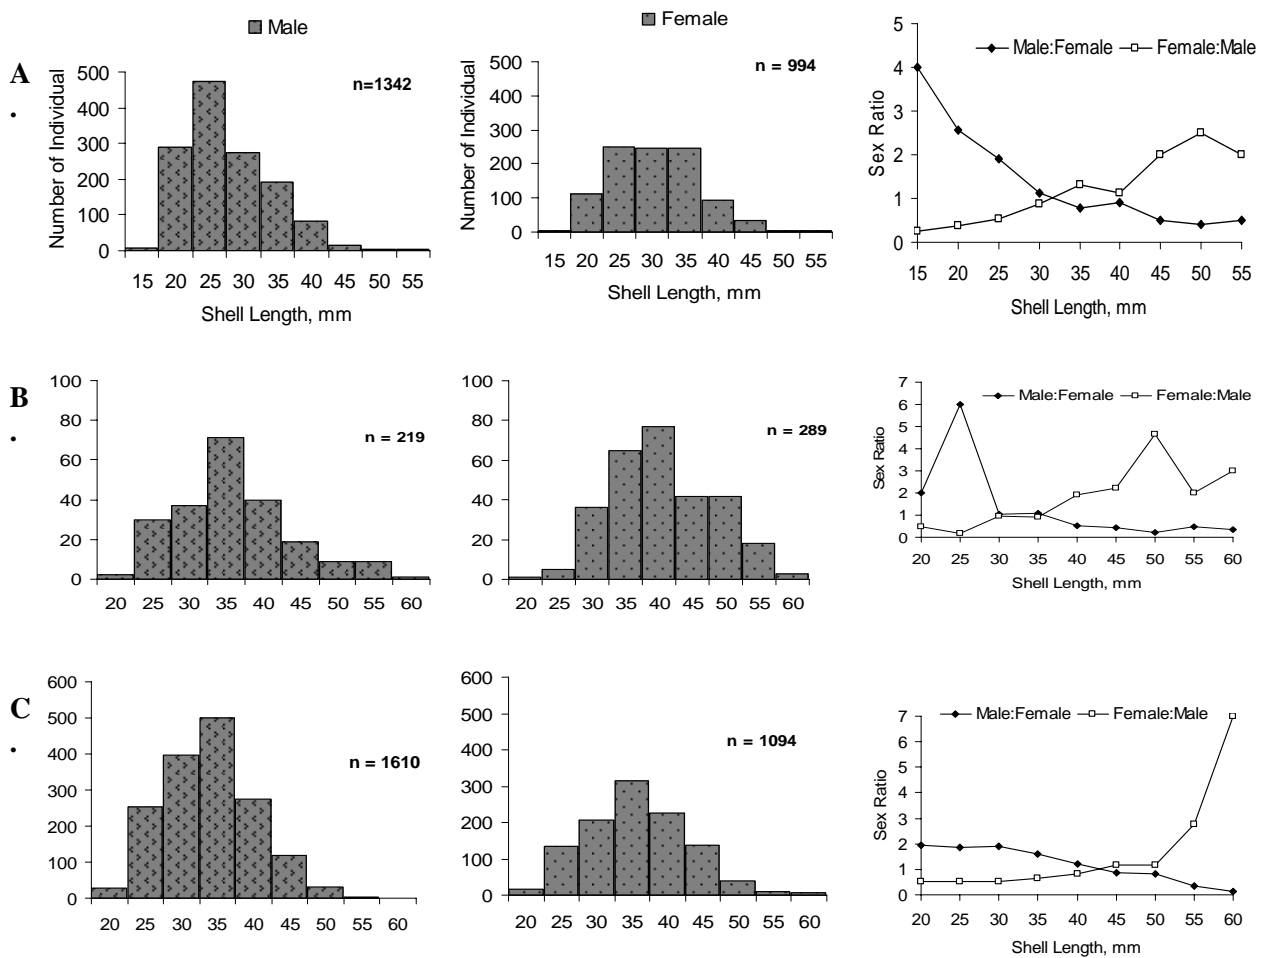 Male
Female
A
.
Number of Individual
500
400
300
200
100
0
n=1342
15 20 25 30 35 40 45 50 55
Shell Length, mm
Number of Individual
500
400
300
200
100
0
n = 994
15 20 25 30 35 40 45 50 55
Shell Length, mm
Sex Ratio
5
4
3
2
1
0
Male:Female Female:Male
15 20 25 30 35 40 45 50 55
Shell Length, mm
B
.
100
80
60
40
20
0
n = 219
20 25 30 35 40 45 50 55 60
100
80
60
40
20
0
n = 289
20 25 30 35 40 45 50 55 60
Sex Ratio
7
6
5
4
3
2
1
0
Male:Female Female:Male
20 25 30 35 40 45 50 55 60
Shell Length, mm
C
.
600
500
400
300
200
100
0
n = 1610
20 25 30 35 40 45 50 55 60
600
500
400
300
200
100
0
n = 1094
20 25 30 35 40 45 50 55 60
Sex Ratio
7
6
5
4
3
2
1
0
Male:Female Female:Male
20 25 30 35 40 45 50 55 60
Shell Length, mm